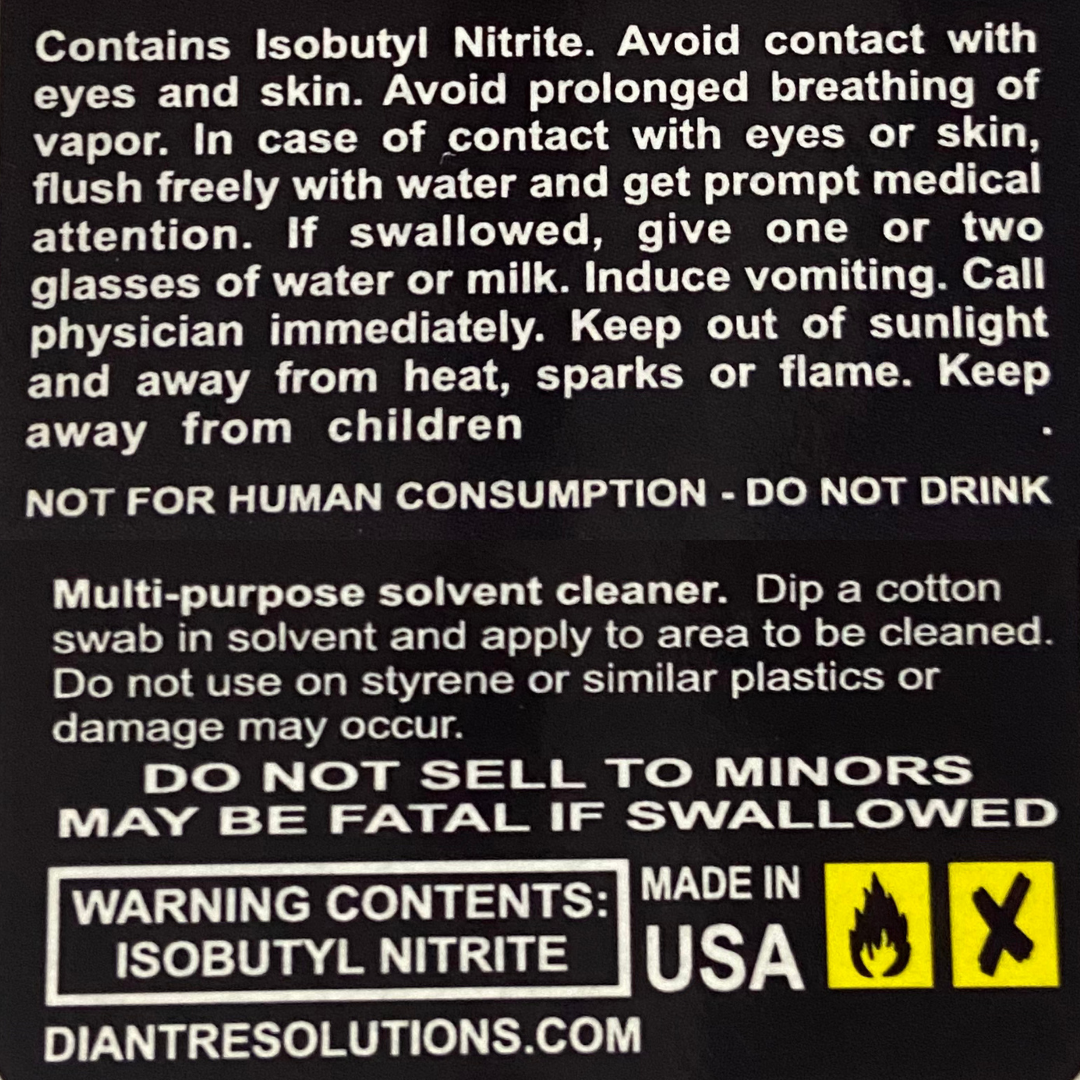 Contains Isobutyl Nitrite. Avoid contact with
eyes and skin. Avoid prolonged breathing of
vapor. In case of contact with eyes or skin,
flush freely with water and get prompt medical
attention. If swallowed, give one or two
glasses of water or milk. Induce vomiting. Call
physician immediately. Keep out of sunlight
and away from heat, sparks or flame. Keep
away from children .
NOT FOR HUMAN CONSUMPTION - DO NOT DRINK
Multi-purpose solvent cleaner. Dip a cotton
swab in solvent and apply to area to be cleaned.
Do not use on styrene or similar plastics or
damage may occur.
DO NOT SELL TO MINORS
MAY BE FATAL IF SWALLOWED
WARNING CONTENTS:
ISOBUTYL NITRITE
MADE IN
USA
DIANTRESOLUTIONS.COM